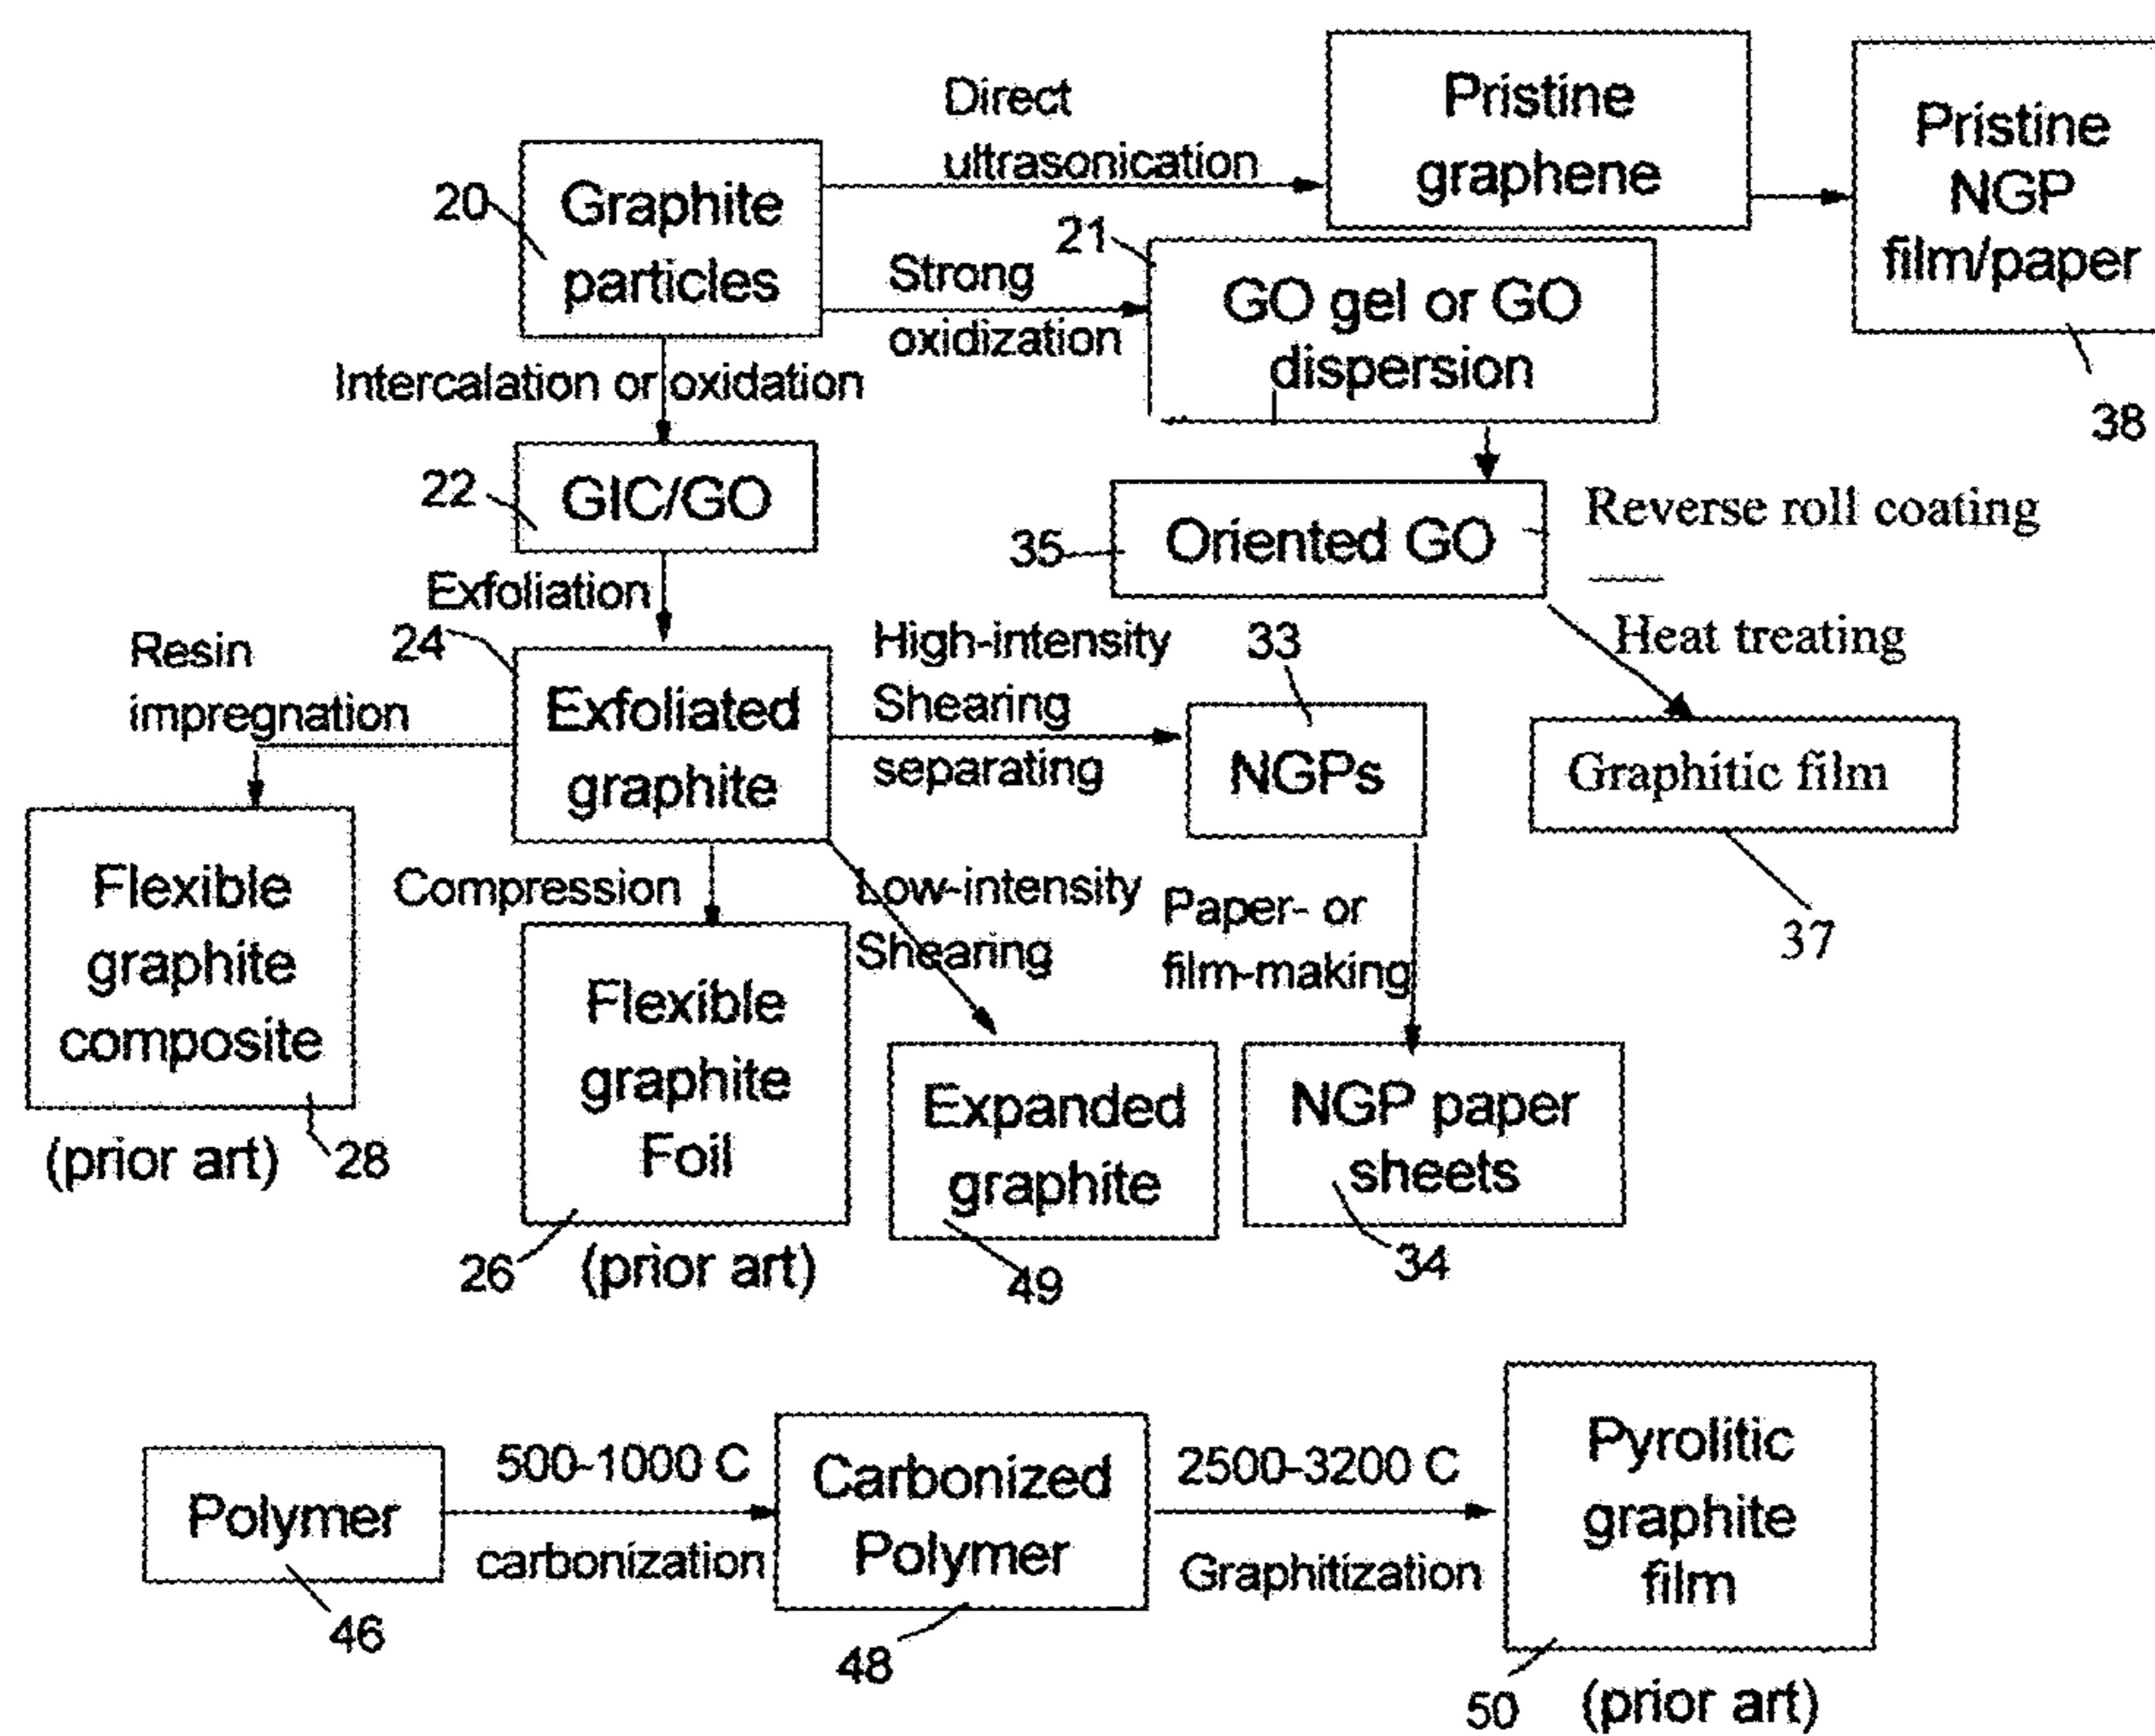 Direct
ultrasonication
Pristine
graphene
Pristine
NGP
film/paper
38
20
Graphite
particles
Strong
oxidization
21
GO gel or GO
dispersion
Intercalation or oxidation
22
GIC/GO
35
Oriented GO
Reverse roll coating
Heat treating
Graphitic film
37
Exfoliation
24
Exfoliated
graphite
Resin
impregnation
Flexible
graphite
composite
(prior art)
28
High-intensity
Shearing
separating
33
NGPs
Compression
Flexible
graphite
Foil
26
(prior art)
Low-intensity
Shearing
Expanded
graphite
49
Paper- or
film-making
NGP paper
sheets
34
Polymer
46
500-1000 C
carbonization
Carbonized
Polymer
48
2500-3200 C
Graphitization
Pyrolitic
graphite
film
50
(prior art)